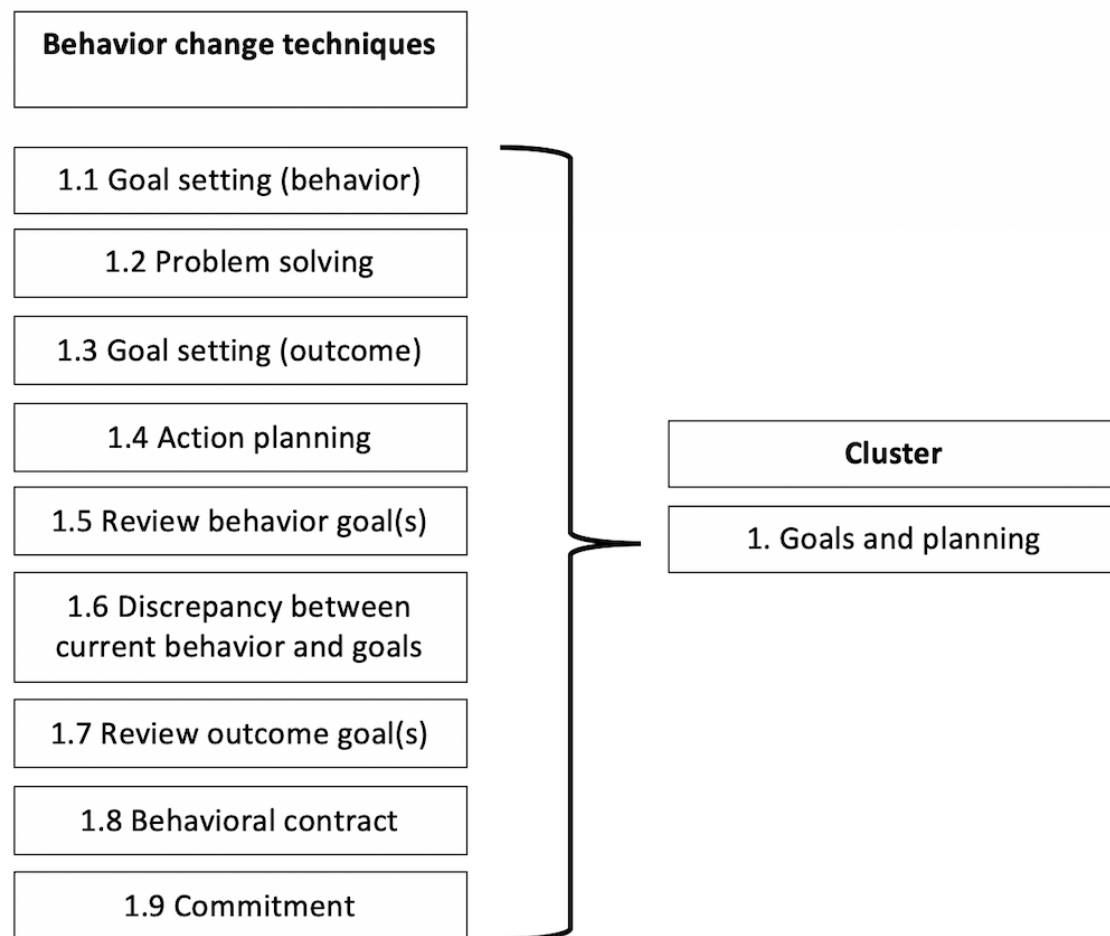 Behavior change techniques
1.1 Goal setting (behavior)
1.2 Problem solving
1.3 Goal setting (outcome)
1.4 Action planning
1.5 Review behavior goal(s)
1.6 Discrepancy between
current behavior and goals
1.7 Review outcome goal(s)
1.8 Behavioral contract
1.9 Commitment
Cluster
1. Goals and planning